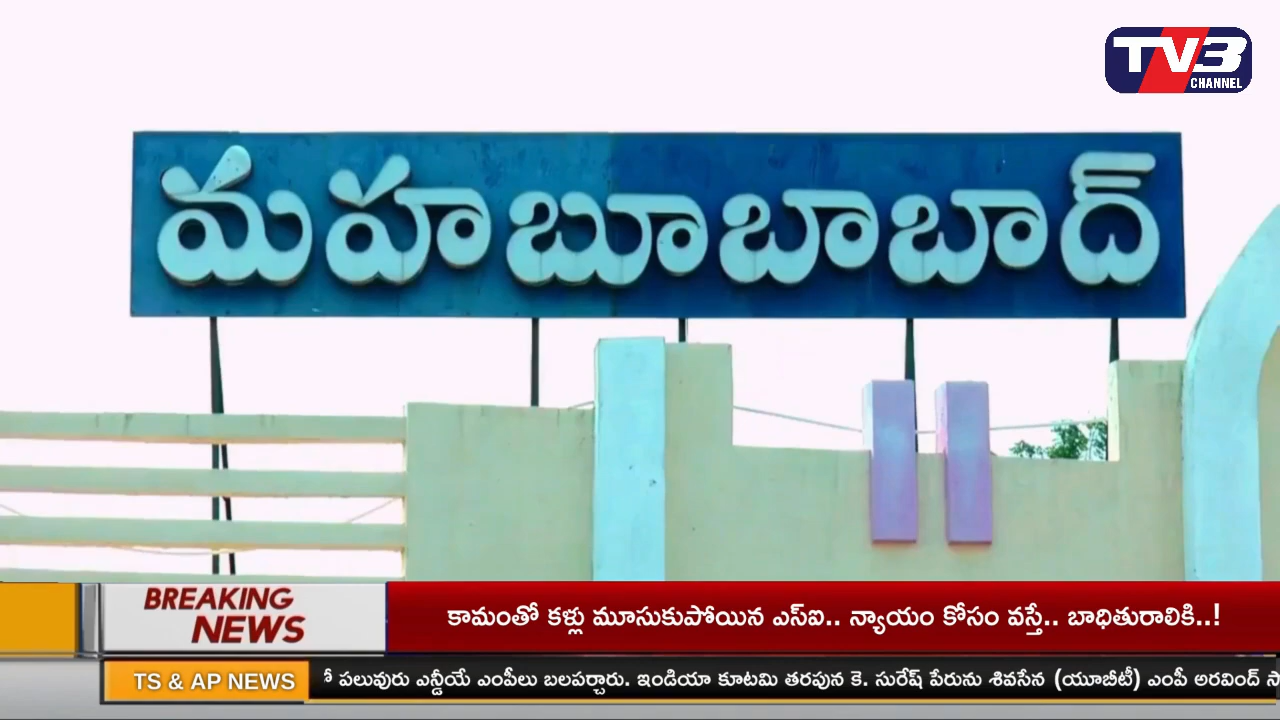 TV3
CHANNEL
మహబూబాబాద్
BREAKING
NEWS
కామంతో కళ్లు మూసుకుపోయిన ఎస్ఐ.. న్యాయం కోసం వస్తే.. బాధితురాలికి..!
TS & AP NEWS
పలువురు ఎన్డీయే ఎంపీలు బలపర్చారు. ఇండియా కూటమి తరపున కె. సురేష్ పేరును శివసేన (యూబీటీ) ఎంపీ అరవింద్